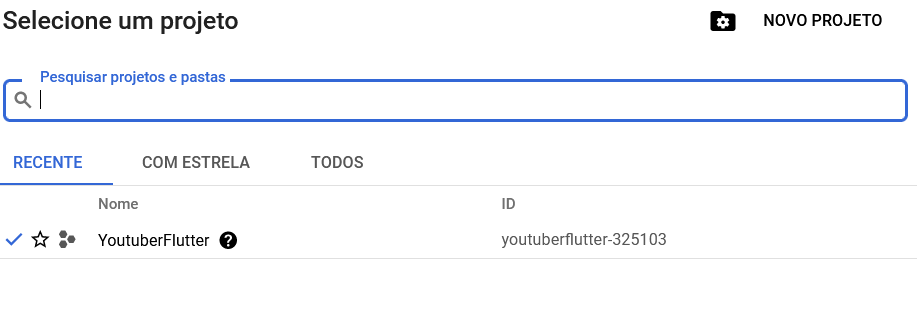 Selecione um projeto
NOVO PROJETO
Pesquisar projetos e pastas
RECENTE COM ESTRELA TODOS
Nome ID
YoutuberFlutter ? youtuberflutter-325103